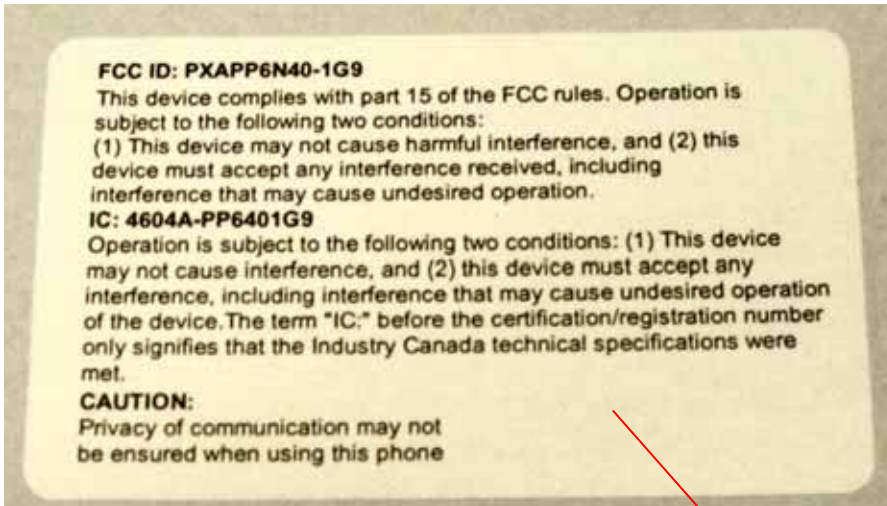 FCC ID: PXAPP6N40-1G9
This device complies with part 15 of the FCC rules. Operation is
subject to the following two conditions:
(1) This device may not cause harmful interference, and (2) this
device must accept any interference received, including
interference that may cause undesired operation.
IC: 4604A-PP6401G9
Operation is subject to the following two conditions: (1) This device
may not cause interference, and (2) this device must accept any
interference, including interference that may cause undesired operation
of the device.The term "IC:" before the certification/registration number
only signifies that the Industry Canada technical specifications were
met.
CAUTION:
Privacy of communication may not
be ensured when using this phone